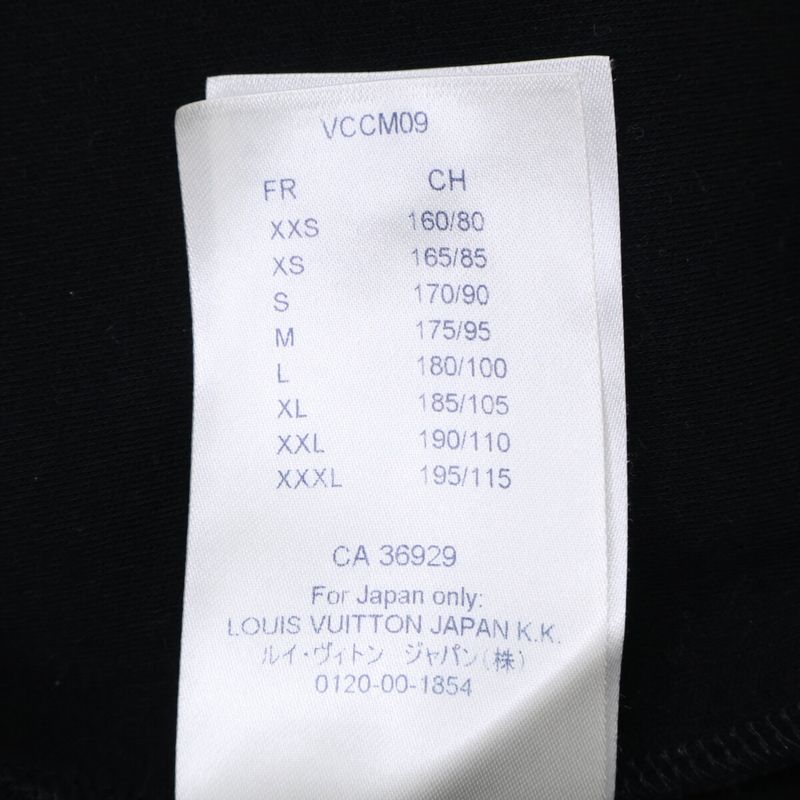 VCCM09
FR CH
XXS 160/80
XS 165/85
S 170/90
M 175/95
L 180/100
XL 185/105
XXL 190/110
XXXL 195/115
CA 36929
For Japan only:
LOUIS VUITTON JAPAN K.K.
ルイ・ヴィトン ジャパン(株)
0120-00-1854